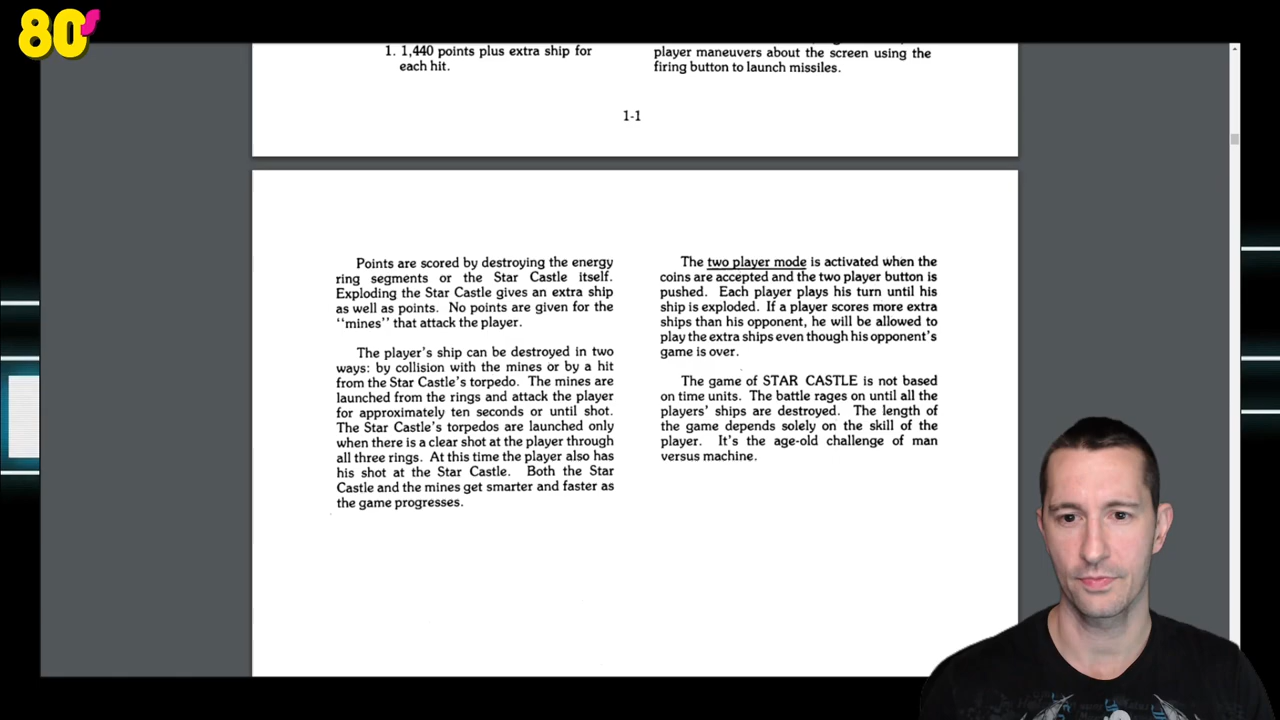 80s
1. 1,440 points plus extra ship for
each hit.
player maneuvers about the screen using the
firing button to launch missiles.
1-1
Points are scored by destroying the energy
ring segments or the Star Castle itself.
Exploding the Star Castle gives an extra ship
as well as points. No points are given for the
"mines" that attack the player.
The player's ship can be destroyed in two
ways: by collision with the mines or by a hit
from the Star Castle's torpedo. The mines are
launched from the rings and attack the player
for approximately ten seconds or until shot.
The Star Castle's torpedos are launched only
when there is a clear shot at the player through
all three rings. At this time the player also has
his shot at the Star Castle. Both the Star
Castle and the mines get smarter and faster as
the game progresses.
The two player mode is activated when the
coins are accepted and the two player button is
pushed. Each player plays his turn until his
ship is exploded. If a player scores more extra
ships than his opponent, he will be allowed to
play the extra ships even though his opponent's
game is over.
The game of STAR CASTLE is not based
on time units. The battle rages on until all the
players' ships are destroyed. The length of
the game depends solely on the skill of the
player. It's the age-old challenge of man
versus machine.